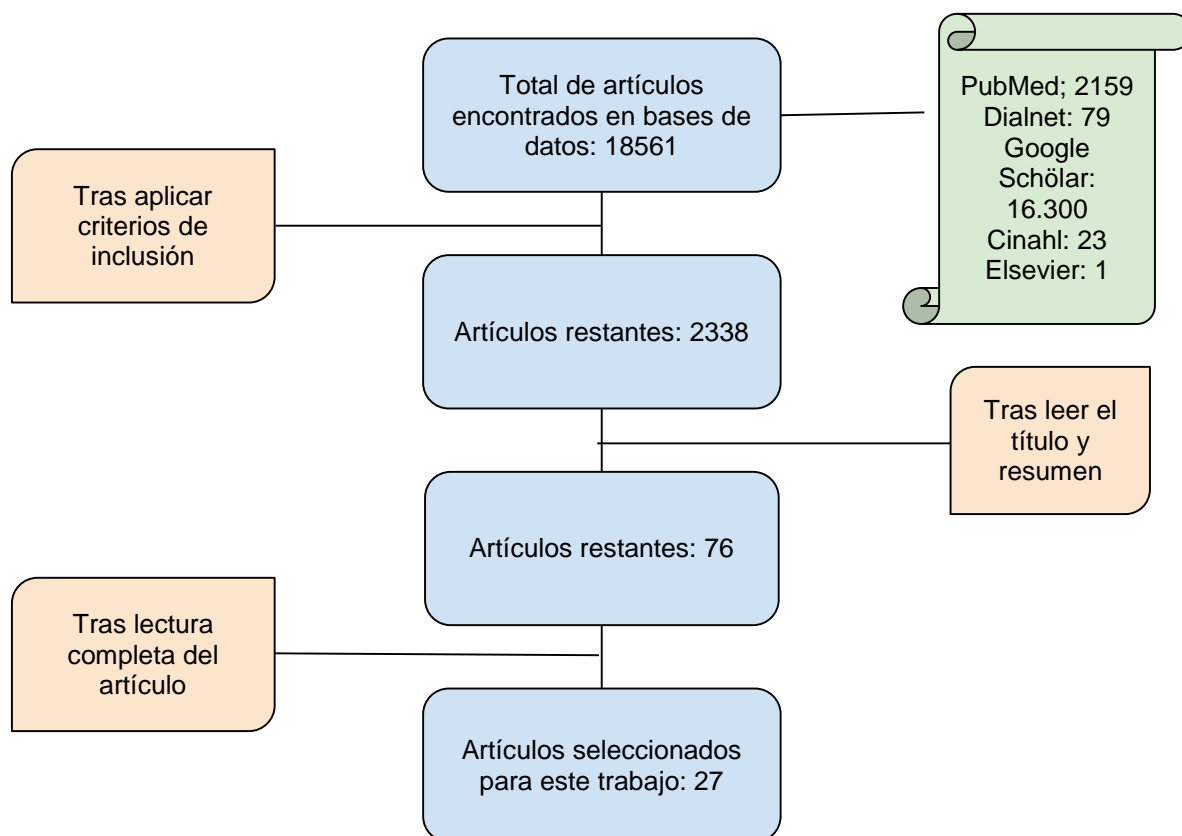 Total de artículos
encontrados en bases de
datos: 18561
PubMed; 2159
Dialnet: 79
Google
Schölar:
16.300
Cinahl: 23
Elsevier: 1
Tras aplicar
criterios de
inclusión
Artículos restantes: 2338
Tras leer el
título y
resumen
Artículos restantes: 76
Tras lectura
completa del
artículo
Artículos seleccionados
para este trabajo: 27